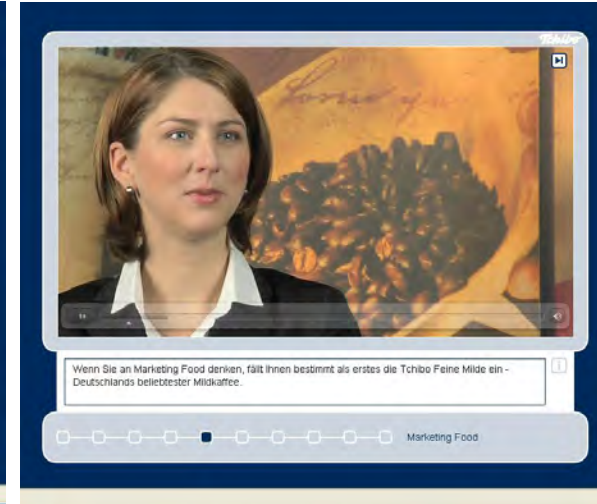 Tchibo
Wenn Sie an Marketing Food denken, fällt Ihnen bestimmt als erstes die Tchibo Feine Milde ein -
Deutschlands beliebtester Mildkaffee.
Marketing Food